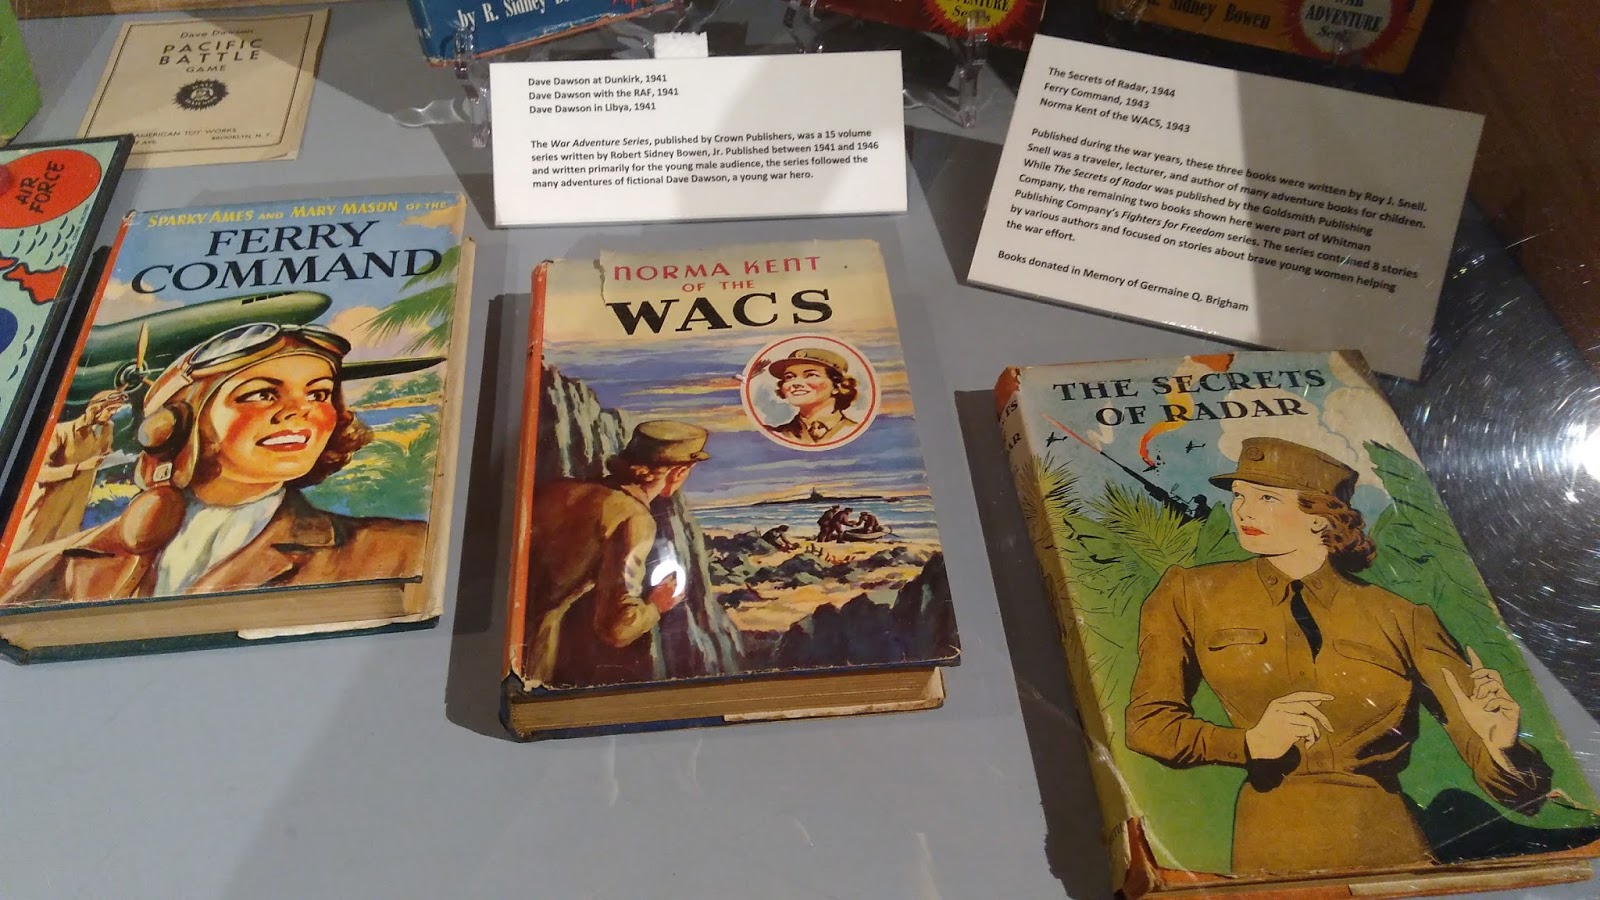 by R. Sidney Bowen
ADVENTURE
Series
R. Sidney Bowen
WAR
ADVENTURE
Series
Dave Dawson
PACIFIC
BATTLE
GAME
AMERICAN TOY WORKS
BROOKLYN, N. Y.
AVE.
Dave Dawson at Dunkirk, 1941
Dave Dawson with the RAF, 1941
Dave Dawson in Libya, 1941
The War Adventure Series, published by Crown Publishers, was a 15 volume
series written by Robert Sidney Bowen, Jr. Published between 1941 and 1946
and written primarily for the young male audience, the series followed the
many adventures of fictional Dave Dawson, a young war hero.
The Secrets of Radar, 1944
Ferry Command, 1943
Norma Kent of the WACS, 1943
Published during the war years, these three books were written by Roy J. Snell.
Snell was a traveler, lecturer, and author of many adventure books for children.
While The Secrets of Radar was published by the Goldsmith Publishing
Company, the remaining two books shown here were part of Whitman
Publishing Company's Fighters for Freedom series. The series contained 8 stories
by various authors and focused on stories about brave young women helping
the war effort.
Books donated in Memory of Germaine Q. Brigham
AIR
FORCE
SPARKY AMES AND MARY MASON OF THE
FERRY
COMMAND
NORMA KENT
OF THE
WACS
THE SECRETS
OF RADAR